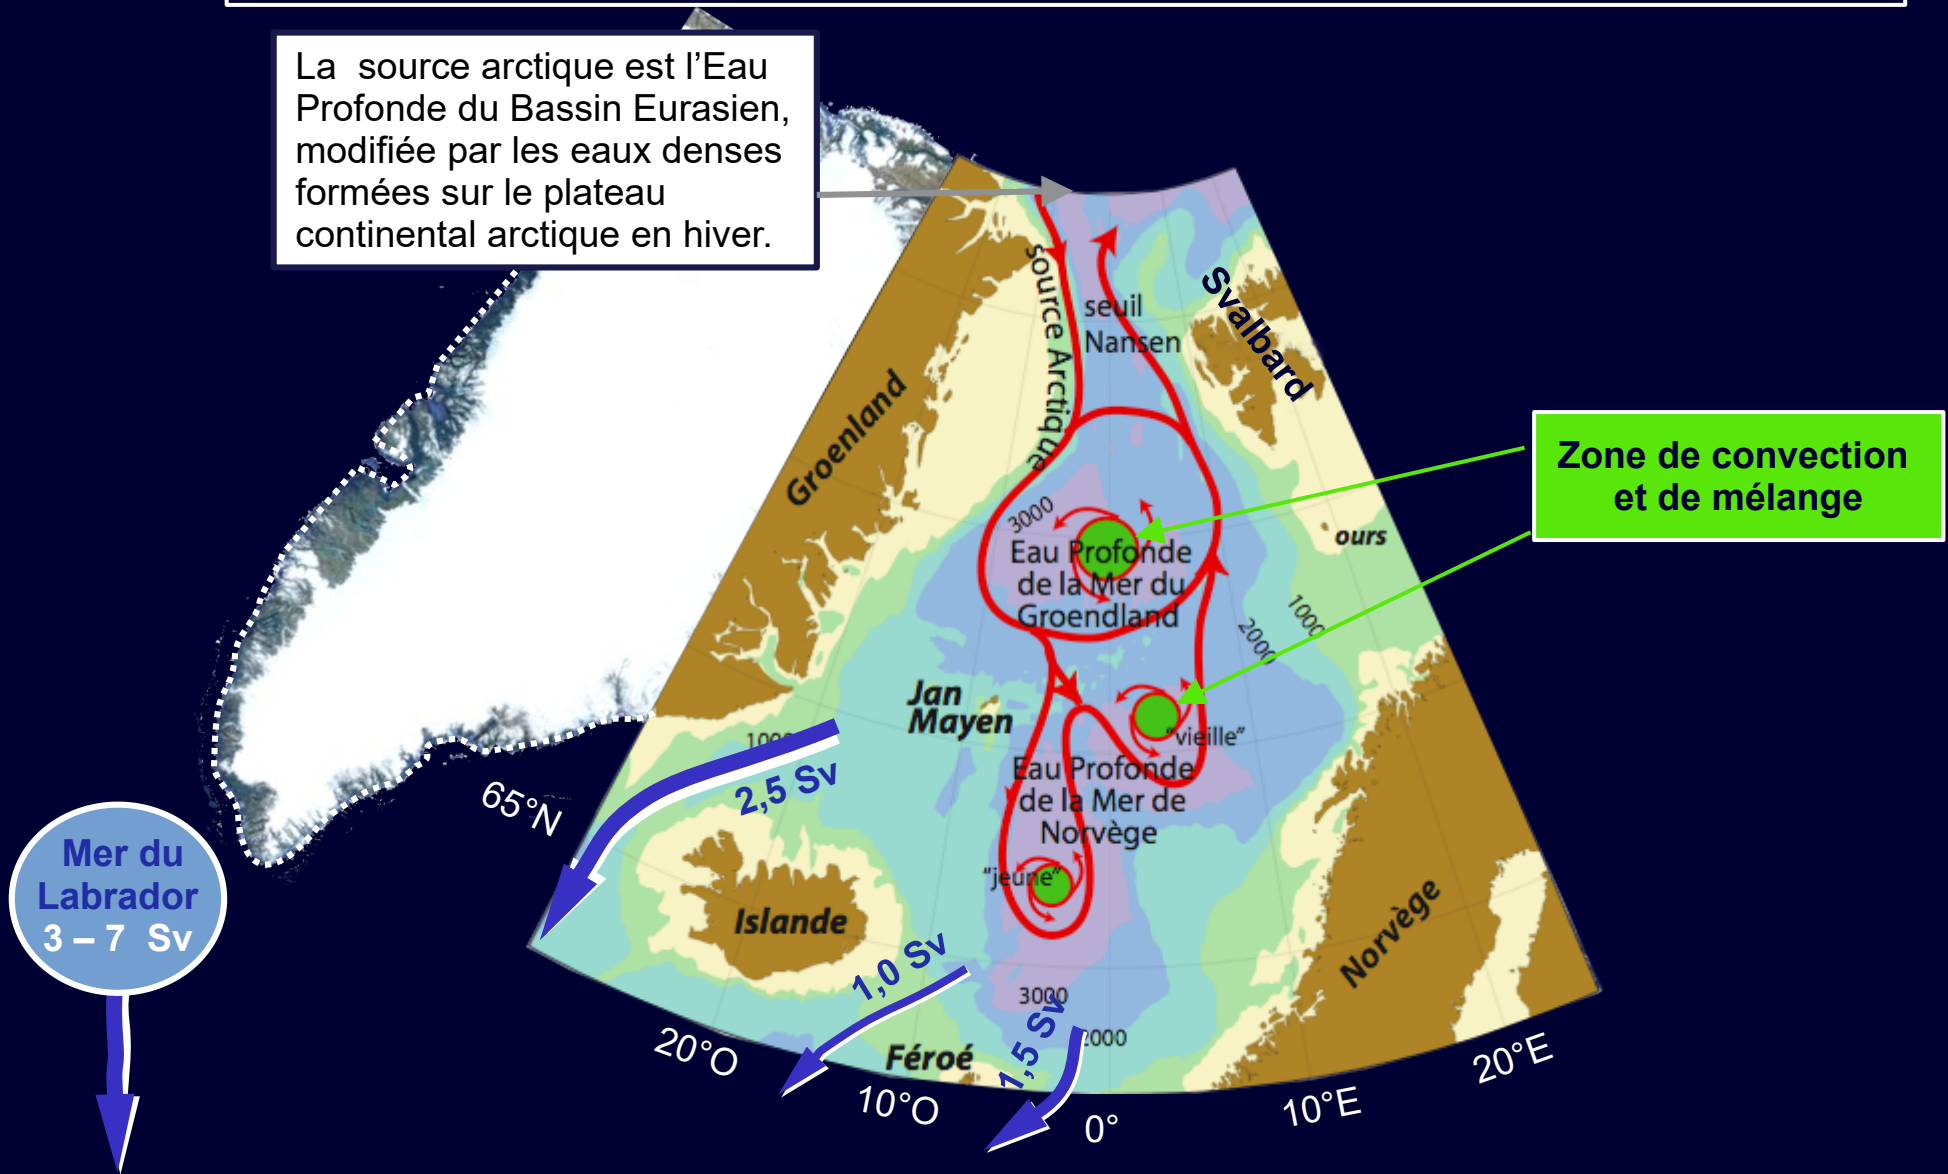 La source arctique est l'Eau
Profonde du Bassin Eurasien,
modifiée par les eaux denses
formées sur le plateau
continental arctique en hiver.
source Arctique
seuil
Nansen
Svalbard
Groenland
Zone de convection
et de mélange
3000
Eau Profonde
de la Mer du
Groendland
ours
1000
2000
Jan
Mayen
"vieille"
1000
2,5 Sv
Eau Profonde
de la Mer de
Norvège
65°N
Mer du
Labrador
3 – 7 Sv
"jeune"
Islande
Norvège
1,0 Sv
3000
1,5 Sv
2000
Féroé
20°O
10°O
0°
10°E
20°E